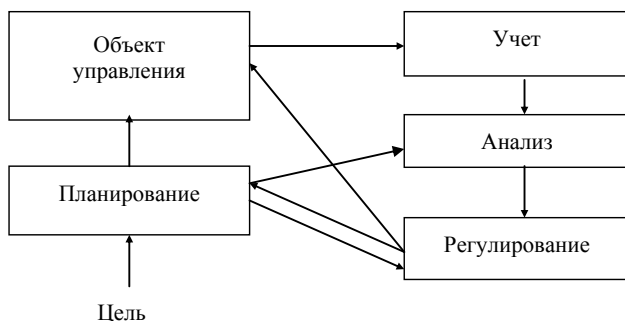 Объект
управления
Учет
Анализ
Планирование
Регулирование
Цель